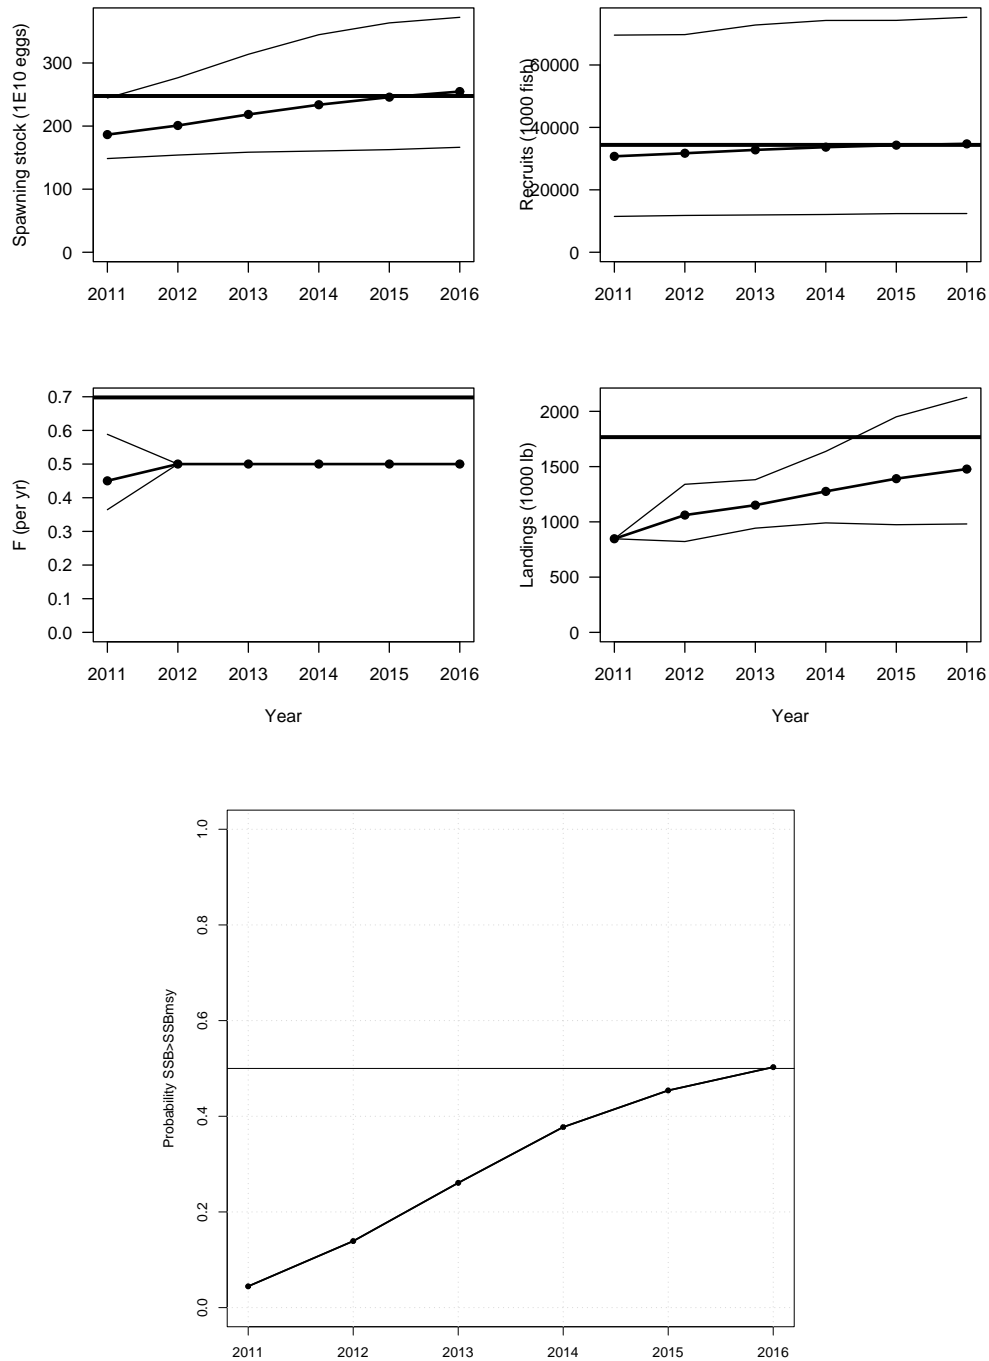 Spawning stock (1E10 eggs)
300
200
100
0
2011 2012 2013 2014 2015 2016
Recruits (1000 fish)
60000
40000
20000
0
2011 2012 2013 2014 2015 2016
F (per yr)
0.7
0.6
0.5
0.4
0.3
0.2
0.1
0.0
2011 2012 2013 2014 2015 2016
Year
Landings (1000 lb)
2000
1500
1000
500
0
2011 2012 2013 2014 2015 2016
Year
Probability SSB>SSBmsy
1.0
0.8
0.6
0.4
0.2
0.0
2011 2012 2013 2014 2015 2016